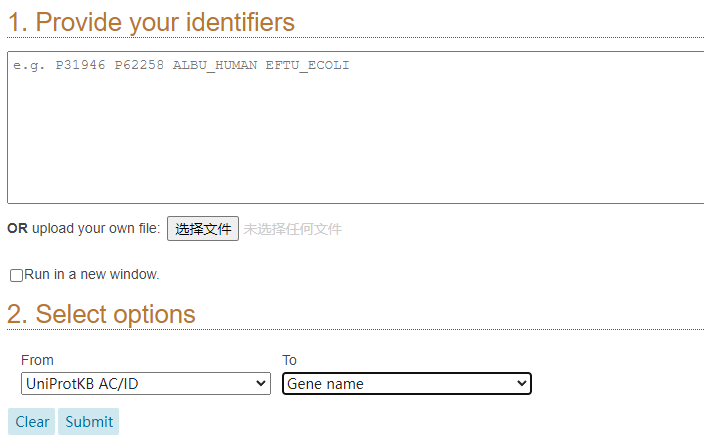 1. Provide your identifiers
e.g. P31946 P62258 ALBU_HUMAN EFTU_ECOLI
OR upload your own file: 选择文件 未选择任何文件
Run in a new window.
2. Select options
From To
UniProtKB AC/ID Gene name
Clear Submit